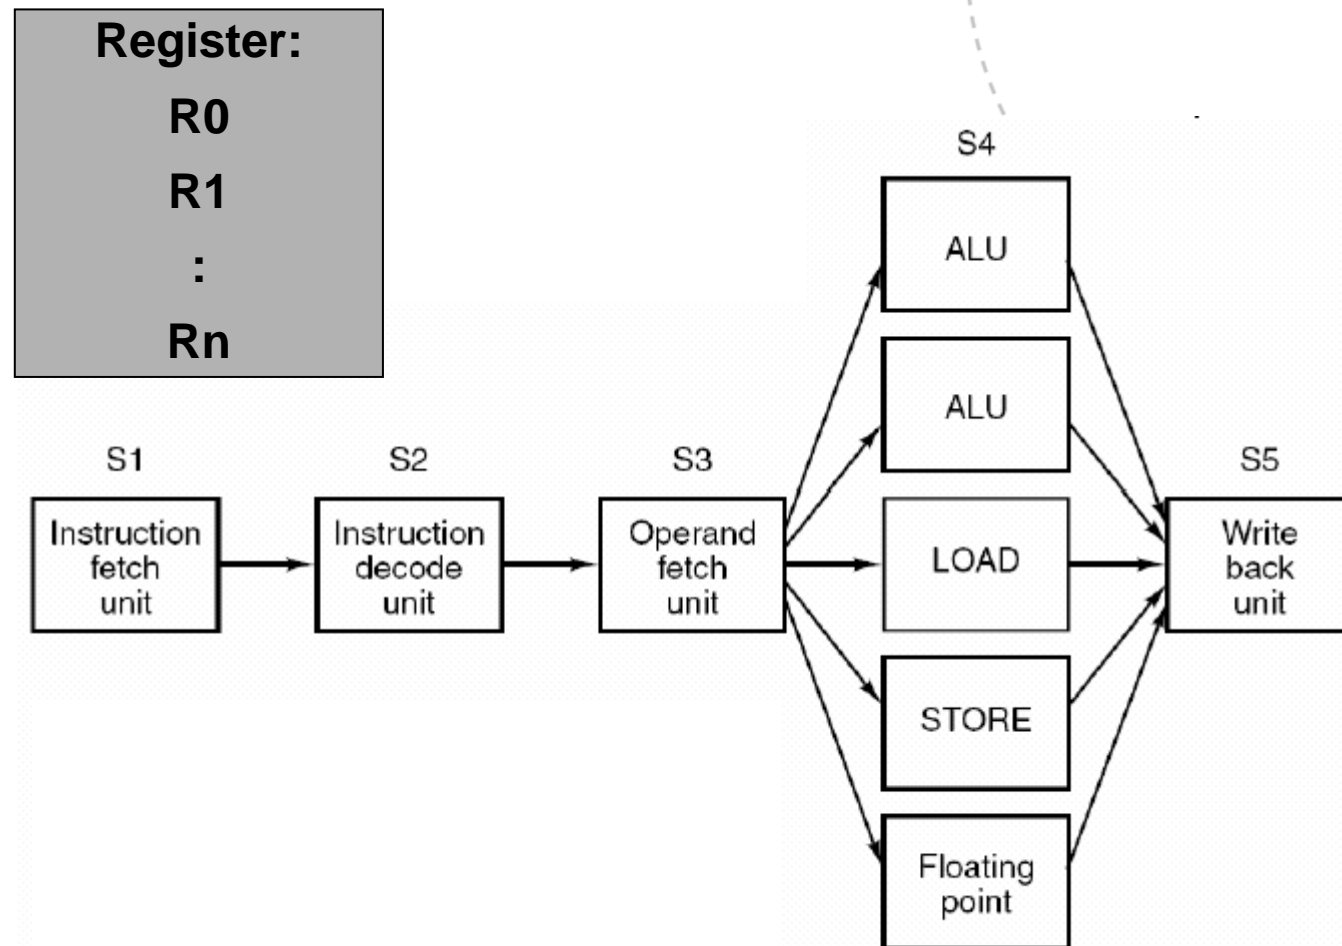 Register:
R0
R1
:
Rn
S1
Instruction
fetch
unit
S2
Instruction
decode
unit
S3
Operand
fetch
unit
S4
ALU
ALU
LOAD
STORE
Floating
point
S5
Write
back
unit